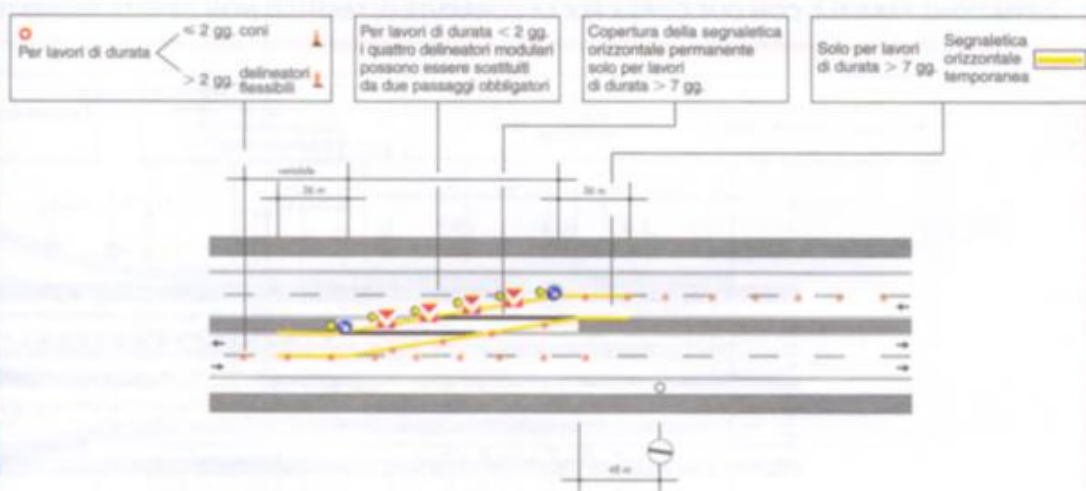 Per lavori di durata
≤ 2 gg. coni
> 2 gg. delineatori
flessibili
Per lavori di durata < 2 gg.
i quattro delineatori modulari
possono essere sostituiti
da due passaggi obbligatori
Copertura della segnaletica
orizzontale permanente
solo per lavori
di durata > 7 gg.
Solo per lavori
di durata > 7 gg.
Segnaletica
orizzontale
temporanea
variabile
36 m
36 m
48 m